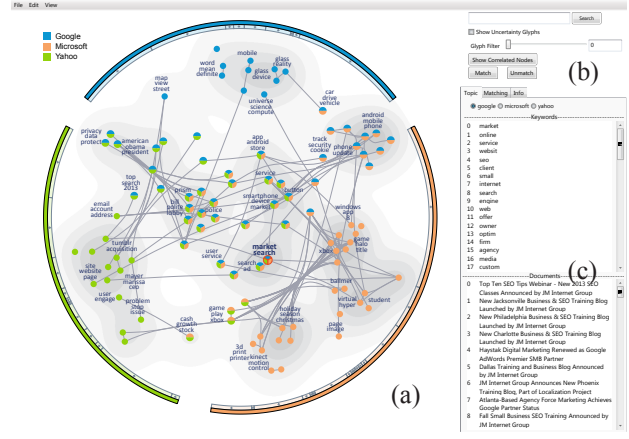 File Edit View
Google
Microsoft
Yahoo
mobile
word
mean
definite
glass
reality
glass
device
map
view
street
universe
science
compute
car
drive
vehicle
android
mobile
phone
privacy
data
protect
american
obama
president
app
android
store
track
security
cookie
phone
update
top
search
2013
service
prism
button
bill
police
smartphone
device
market
email
account
address
windows
app
8
tumblr
acquisition
user
service
market
search
xbox
game
halo
title
site
website
page
search
ad
mayer
marissa
ceo
ballmer
user
engage
problem
stop
issue
virtual
hyper
student
game
play
xbox
holiday
season
christmas
cash
growth
stock
page
image
3d
print
printer
kinect
motion
control
(a)
Search
Show Uncertainty Glyphs
Glyph Filter
0
Show Correlated Nodes
Match
Unmatch
(b)
Topic Matching Info
google microsoft yahoo
Keywords
0 market
1 online
2 service
3 websit
4 seo
5 client
6 small
7 internet
8 search
9 engine
10 web
11 offer
12 owner
13 optim
14 firm
15 agency
16 media
17 custom
(c)
Documents
0 Top Ten SEO Tips Webinar - New 2013 SEO
Classes Announced by JM Internet Group
1 New Jacksonville Business & SEO Training Blog
Launched by JM Internet Group
2 New Philadelphia Business & SEO Training Blog
Launched by JM Internet Group
3 New Charlotte Business & SEO Training Blog
Launched by JM Internet Group
4 Haystak Digital Marketing Renewed as Google
AdWords Premier SMB Partner
5 Dallas Training and Business Blog Announced
by JM Internet Group
6 JM Internet Group Announces New Phoenix
Training Blog, Part of Localization Project
7 Atlanta-Based Agency Force Marketing Achieves
Google Partner Status
8 Fall Small Business SEO Training Announced by
JM Internet Group